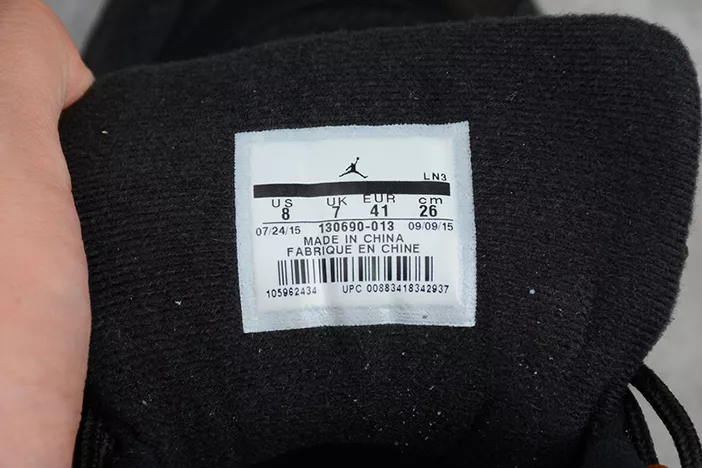 LN3
US UK EUR cm
8 7 41 26
07/24/15 130690-013 09/09/15
MADE IN CHINA
FABRIQUE EN CHINE
105962434 UPC 00883418342937